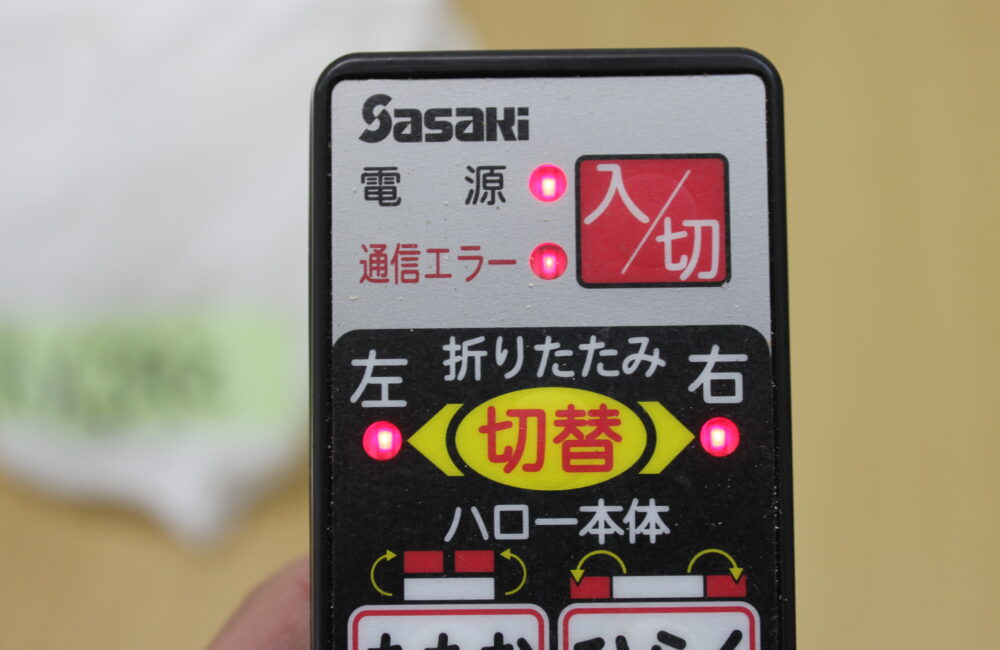 Sasaki
電源
入/切
通信エラー
折りたたみ
左
右
切替
ハロー本体